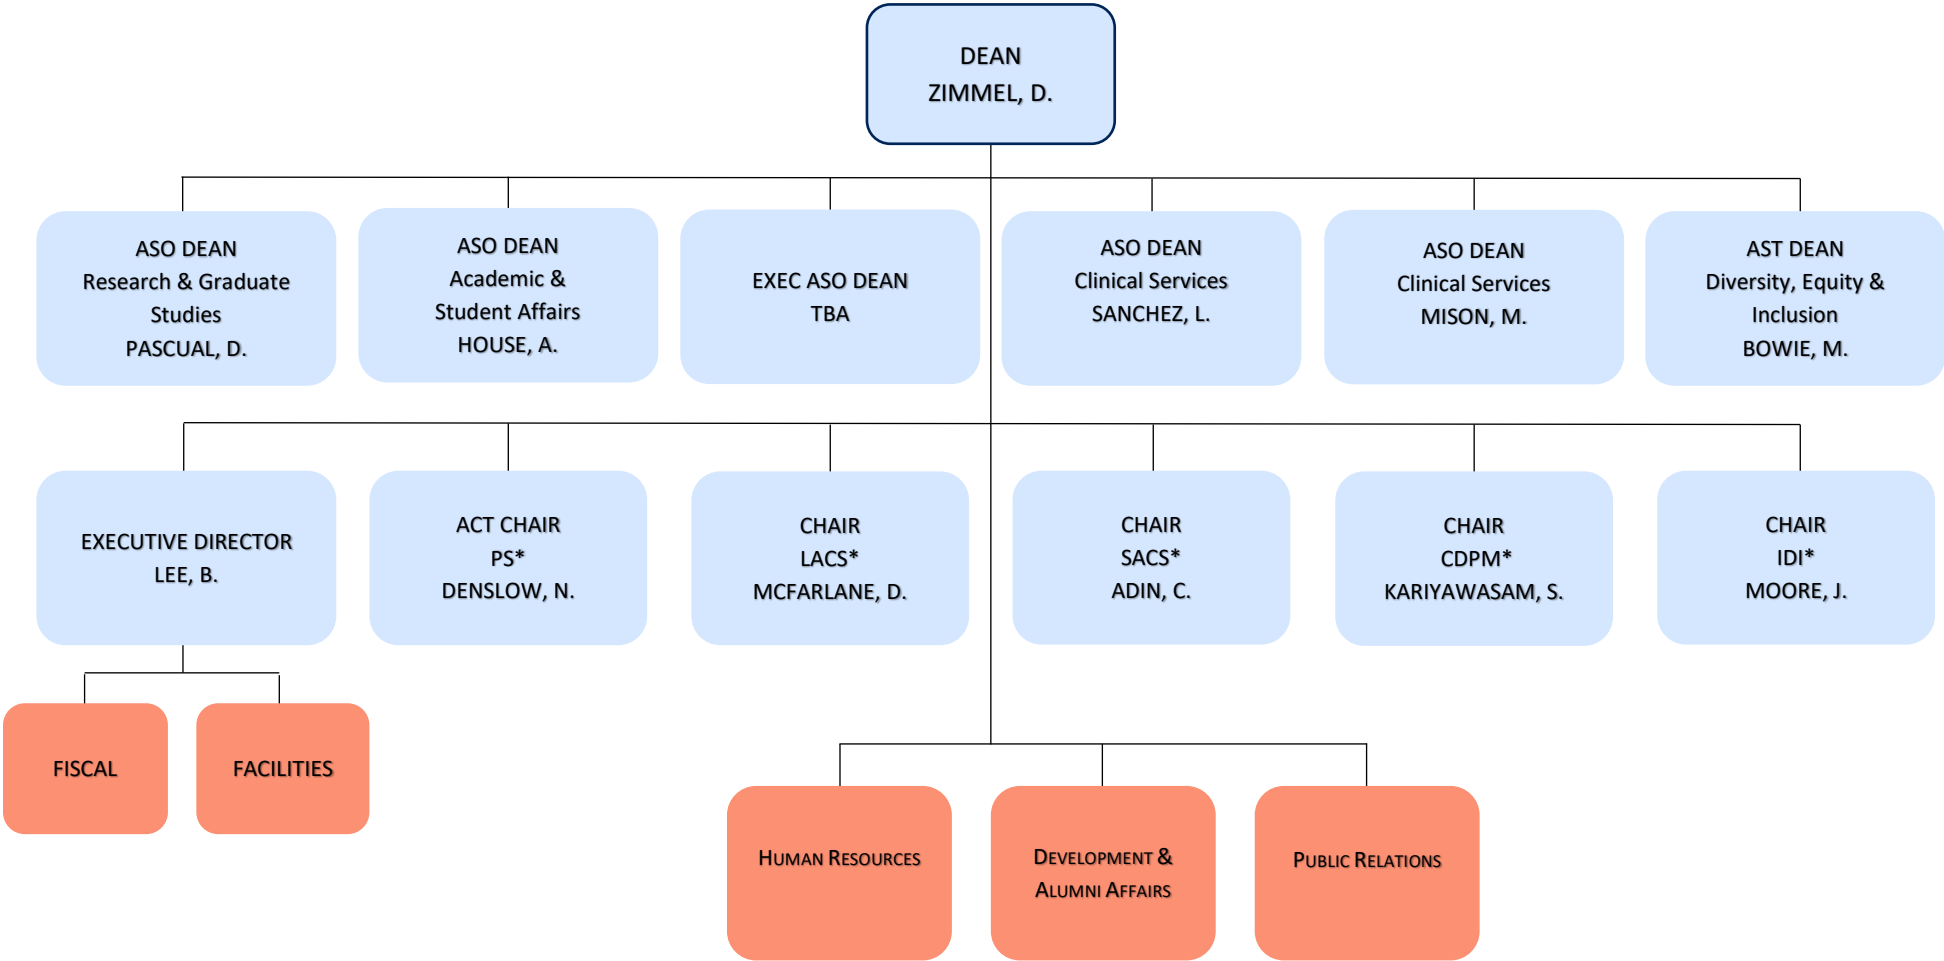 DEAN
ZIMMEL, D.
ASO DEAN
Research & Graduate
Studies
PASCUAL, D.
ASO DEAN
Academic &
Student Affairs
HOUSE, A.
EXEC ASO DEAN
TBA
ASO DEAN
Clinical Services
SANCHEZ, L.
ASO DEAN
Clinical Services
MISON, M.
AST DEAN
Diversity, Equity &
Inclusion
BOWIE, M.
EXECUTIVE DIRECTOR
LEE, B.
ACT CHAIR
PS*
DENSLOW, N.
CHAIR
LACS*
MCFARLANE, D.
CHAIR
SACS*
ADIN, C.
CHAIR
CDPM*
KARIYAWASAM, S.
CHAIR
IDI*
MOORE, J.
FISCAL
FACILITIES
HUMAN RESOURCES
DEVELOPMENT &
ALUMNI AFFAIRS
PUBLIC RELATIONS